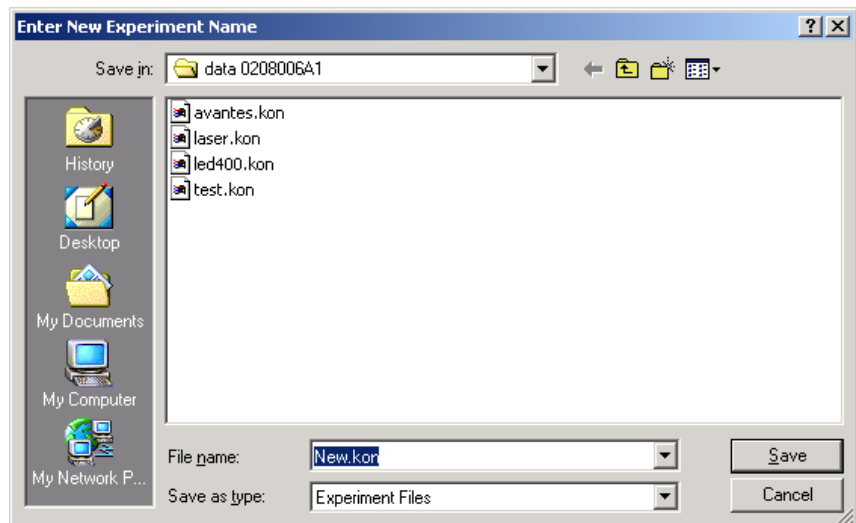 Enter New Experiment Name
Save in: data 0208006A1
avantes.kon
laser.kon
led400.kon
test.kon
History
Desktop
My Documents
My Computer
My Network P...
File name: New.kon Save
Save as type: Experiment Files Cancel